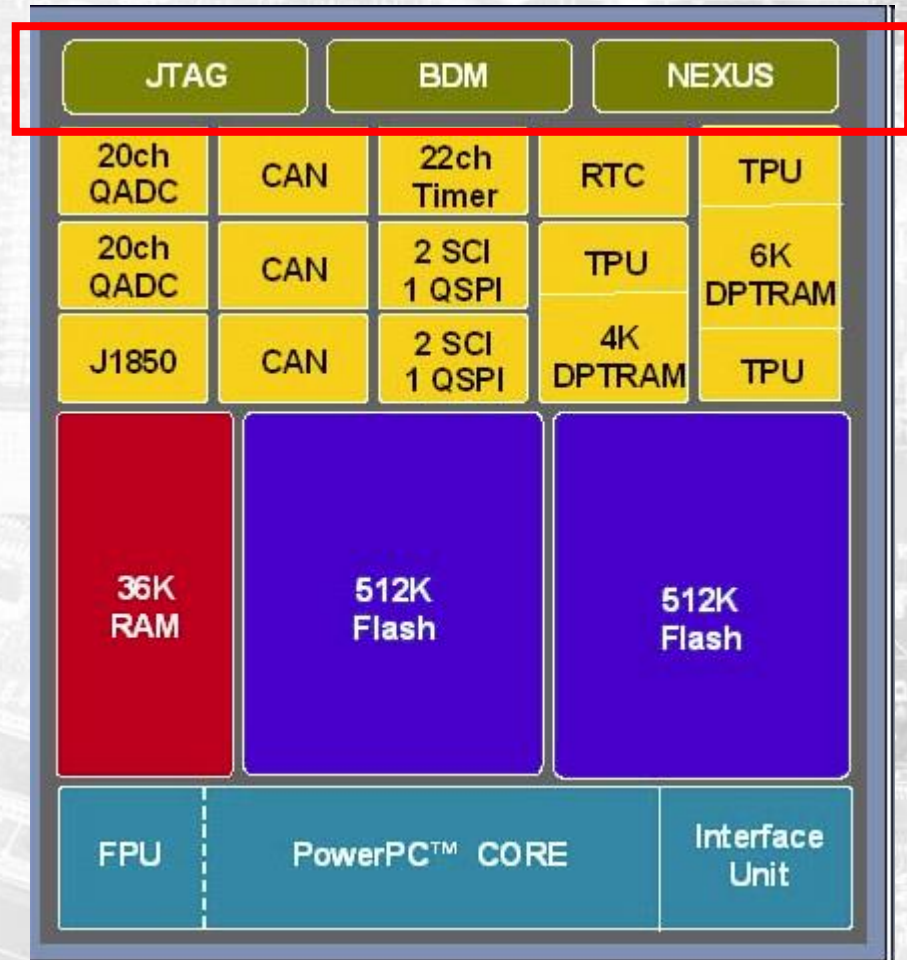 JTAG
BDM
NEXUS
20ch
QADC
CAN
22ch
Timer
RTC
TPU
20ch
QADC
CAN
2 SCI
1 QSPI
TPU
6K
DPTRAM
J1850
CAN
2 SCI
1 QSPI
4K
DPTRAM
TPU
36K
RAM
512K
Flash
512K
Flash
FPU
PowerPC™ CORE
Interface
Unit